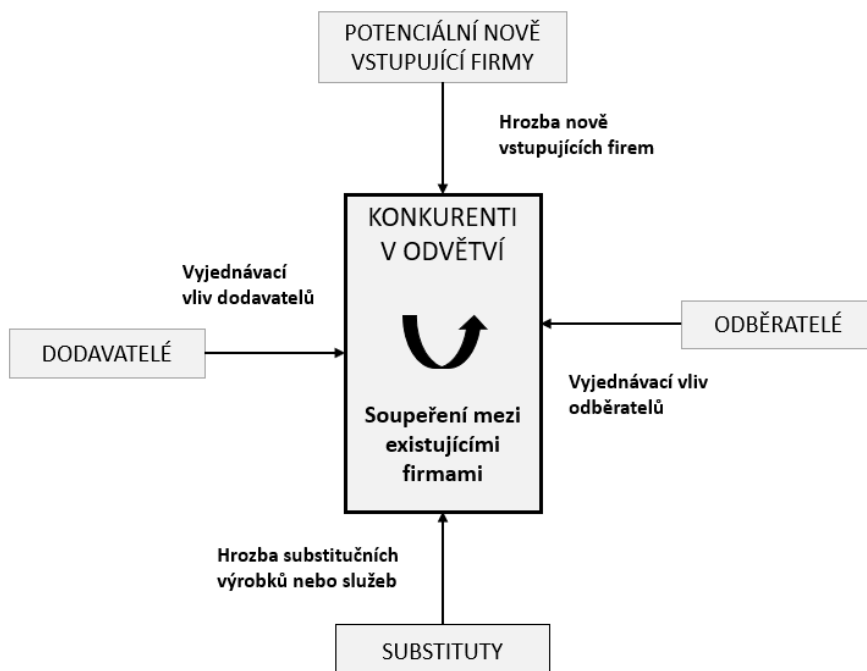 POTENCIÁLNÍ NOVĚ
VSTUPUJÍCÍ FIRMY
Hrozba nově
vstupujících firem
KONKURENTI
V ODVĚTVÍ
Vyjednávací
vliv dodavatelů
DODAVATELÉ
ODBĚRATELÉ
Vyjednávací vliv
odběratelů
Soupeření mezi
existujícími
firmami
Hrozba substitučních
výrobků nebo služeb
SUBSTITUTY